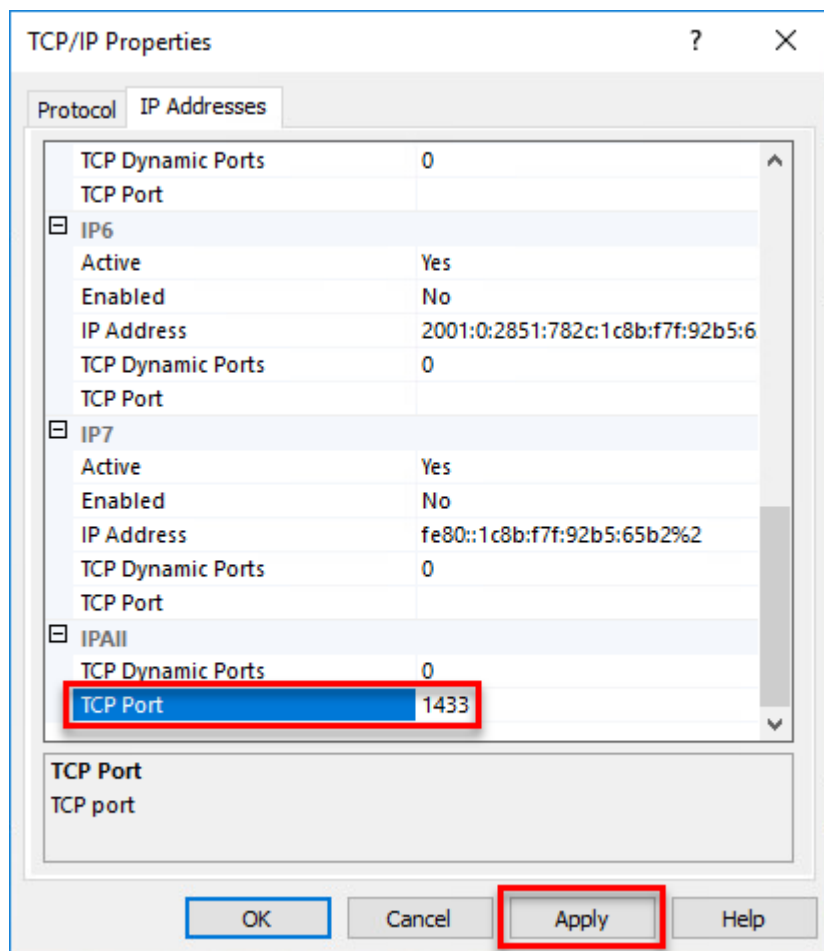 TCP/IP Properties
Protocol IP Addresses
TCP Dynamic Ports 0
TCP Port
IP6
Active Yes
Enabled No
IP Address 2001:0:2851:782c:1c8b:f7f:92b5:6
TCP Dynamic Ports 0
TCP Port
IP7
Active Yes
Enabled No
IP Address fe80::1c8b:f7f:92b5:65b2%2
TCP Dynamic Ports 0
TCP Port
IPAll
TCP Dynamic Ports 0
TCP Port 1433
TCP Port
TCP port
OK Cancel Apply Help